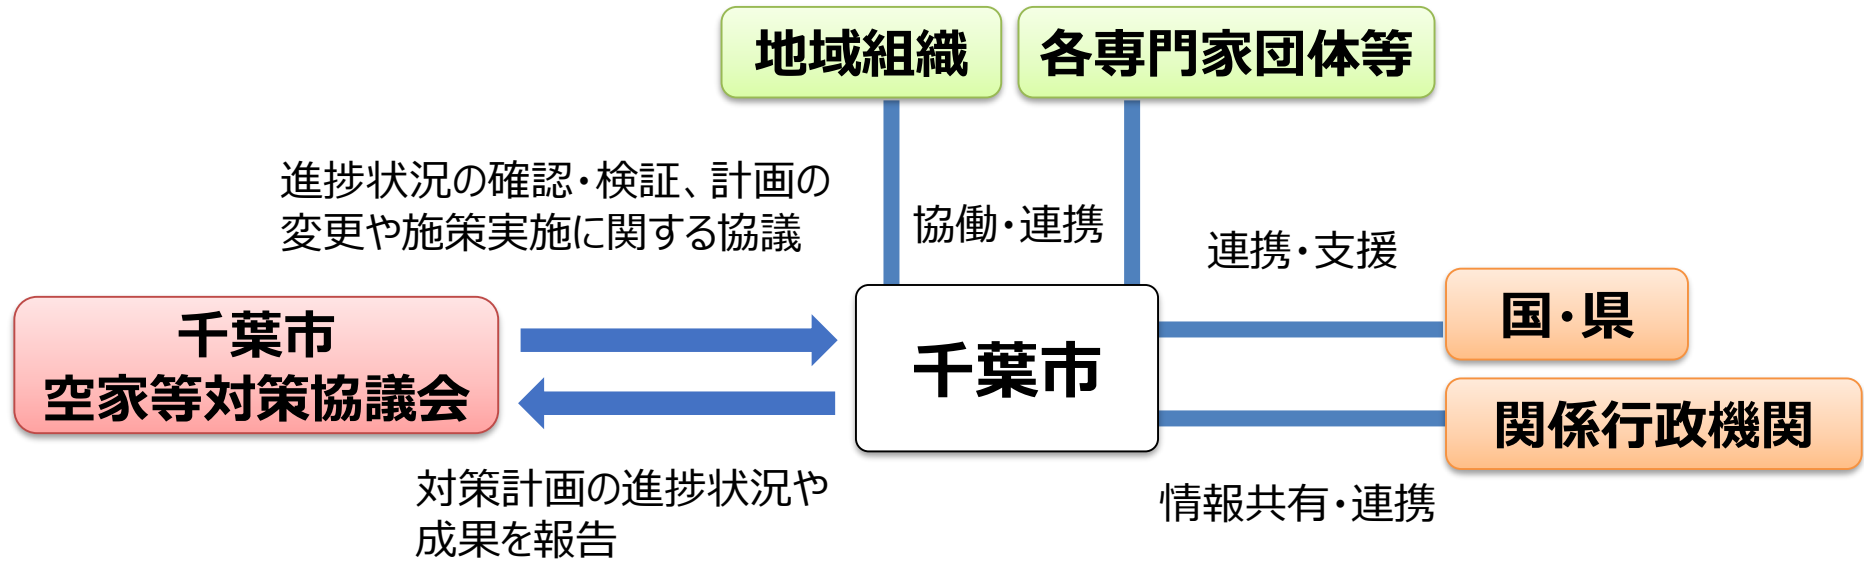 地域組織
各専門家団体等
進捗状況の確認・検証、計画の
変更や施策実施に関する協議
協働・連携
連携・支援
千葉市
空家等対策協議会
千葉市
国・県
関係行政機関
対策計画の進捗状況や
成果を報告
情報共有・連携